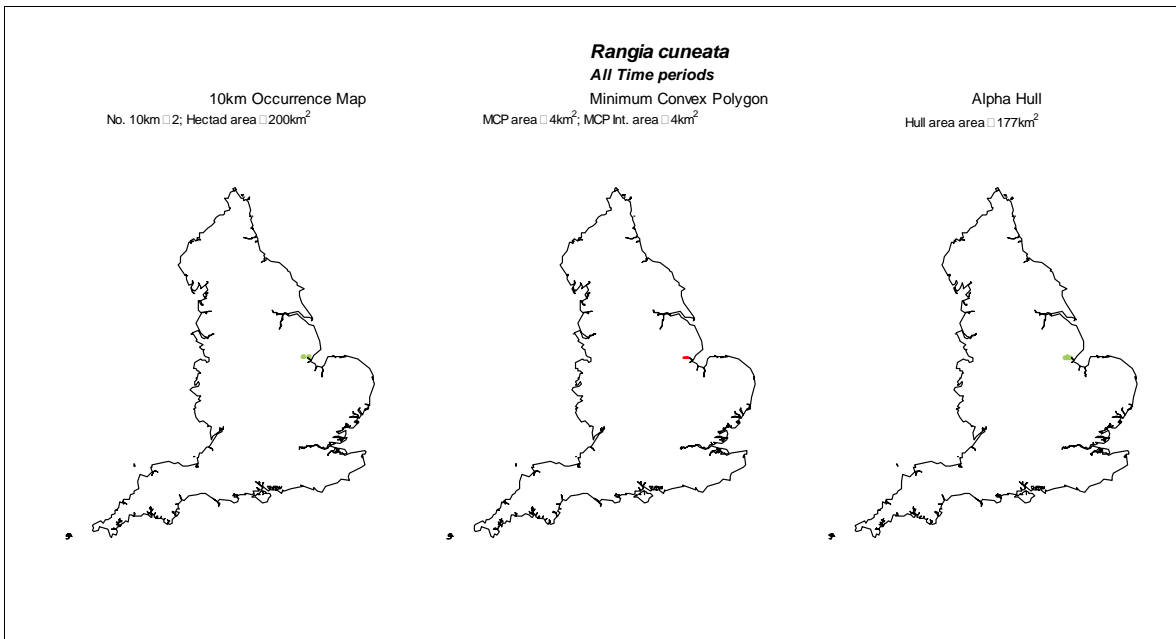 Rangia cuneata
All Time periods
10km Occurrence Map
No. 10km□2; Hectad area□200km²
Minimum Convex Polygon
MCP area□4km²; MCP Int. area□4km²
Alpha Hull
Hull area area□177km²